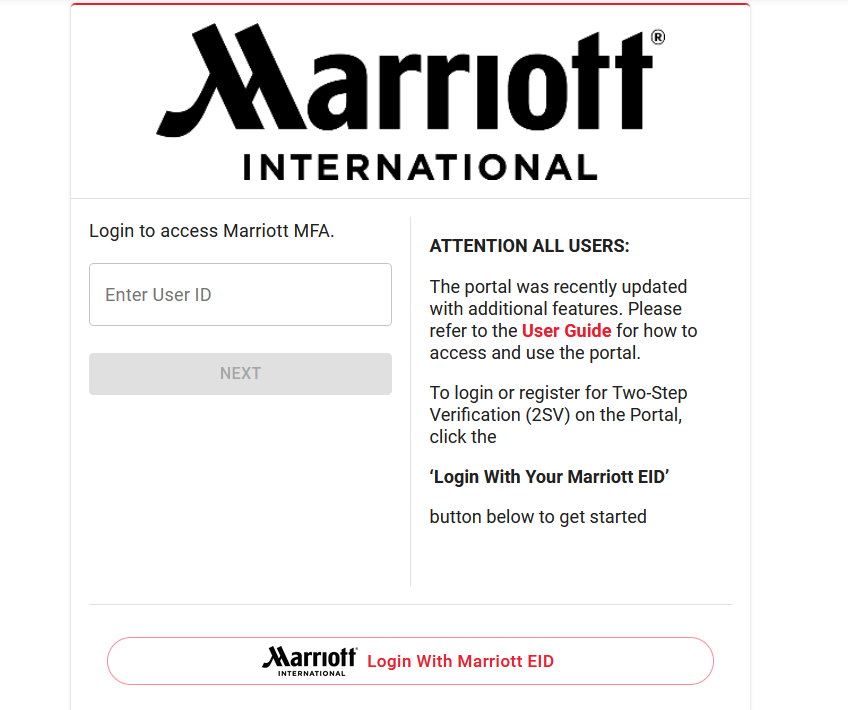 Marriott®
INTERNATIONAL
Login to access Marriott MFA.
Enter User ID
NEXT
ATTENTION ALL USERS:
The portal was recently updated
with additional features. Please
refer to the User Guide for how to
access and use the portal.
To login or register for Two-Step
Verification (2SV) on the Portal,
click the
‘Login With Your Marriott EID’
button below to get started
Marriott
INTERNATIONAL
Login With Marriott EID